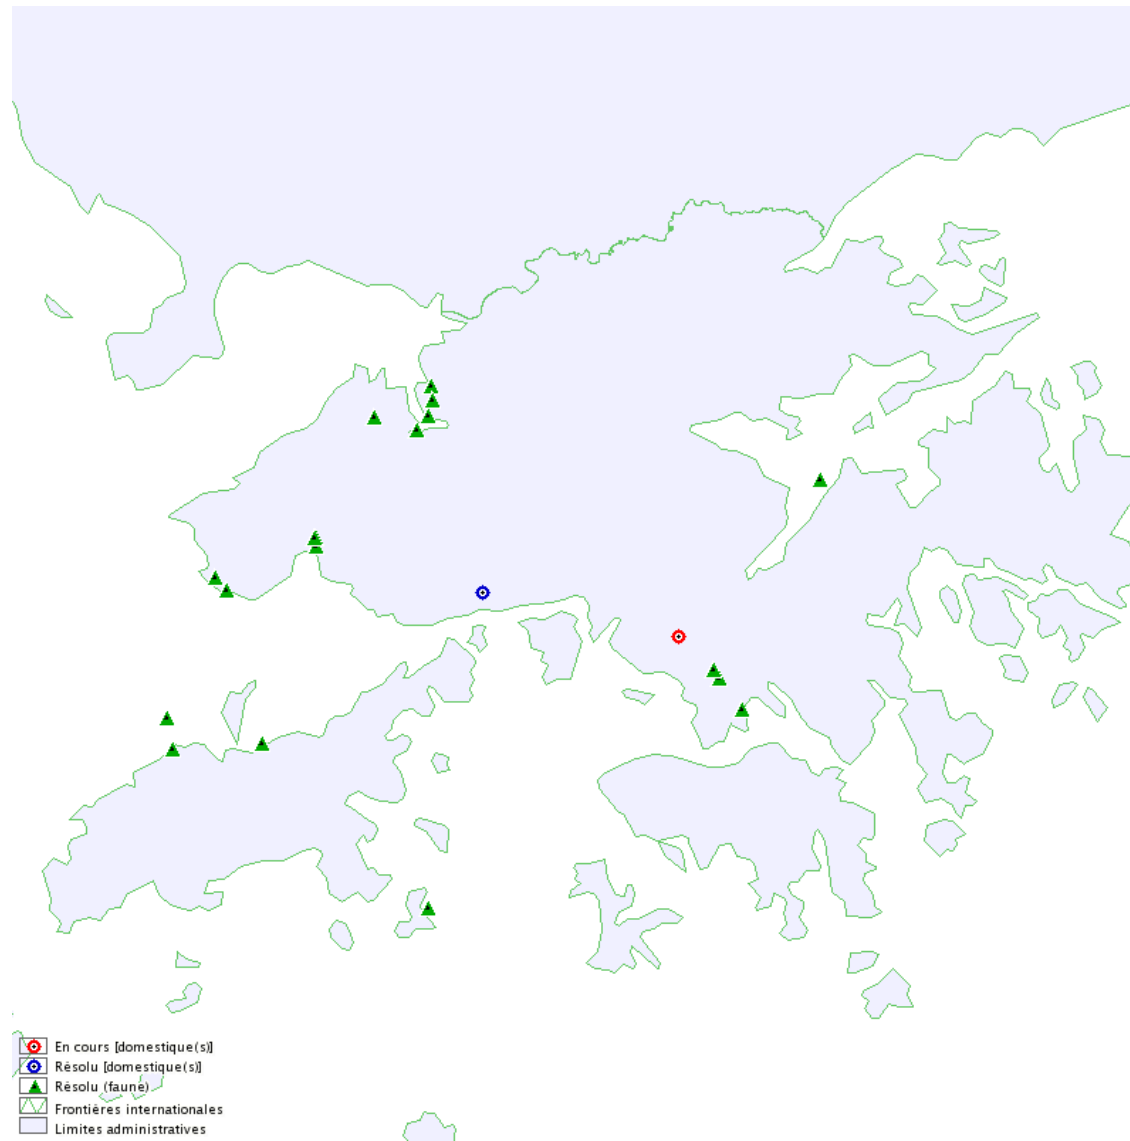 En cours [domestique(s)]
Résolu [domestique(s)]
Résolu (faune)
Frontières internationales
Limites administratives